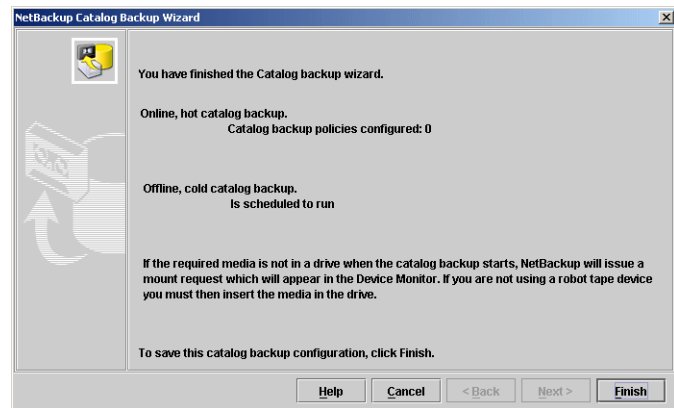 NetBackup Catalog Backup Wizard
You have finished the Catalog backup wizard.
Online, hot catalog backup.
Catalog backup policies configured: 0
Offline, cold catalog backup.
Is scheduled to run
If the required media is not in a drive when the catalog backup starts, NetBackup will issue a
mount request which will appear in the Device Monitor. If you are not using a robot tape device
you must then insert the media in the drive.
To save this catalog backup configuration, click Finish.
Help Cancel < Back Next > Finish